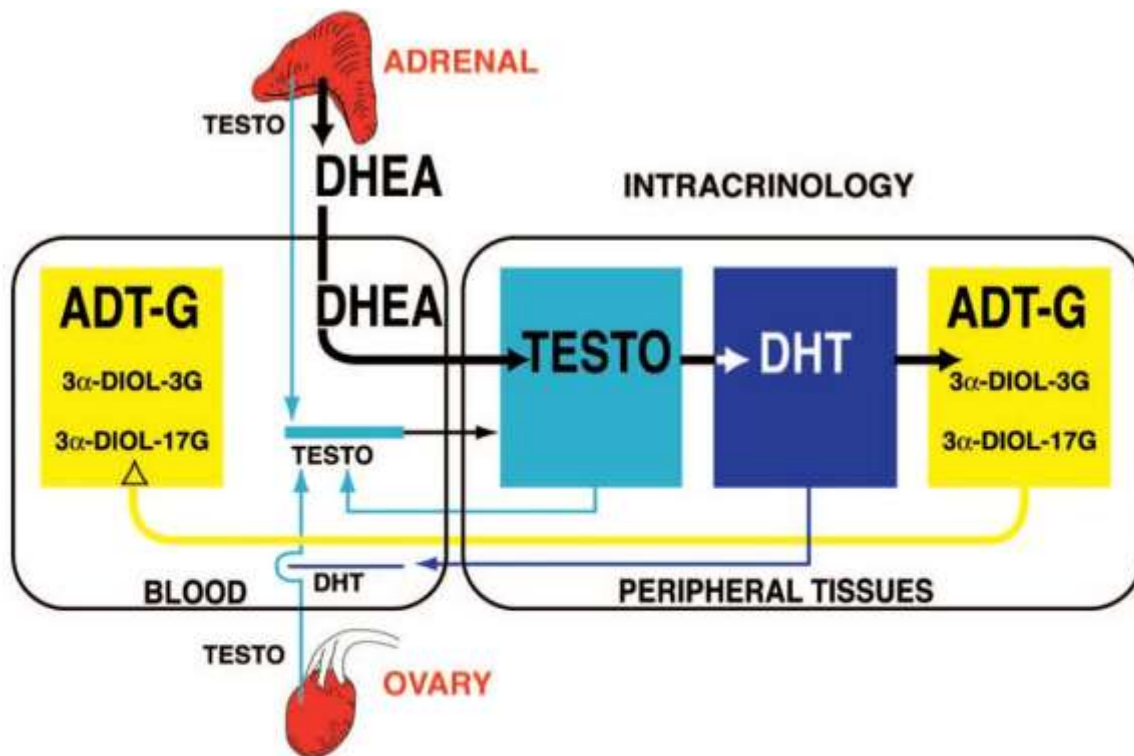 ADRENAL
TESTO
DHEA
INTRACRINOLOGY
ADT-G
3α-DIOL-3G
3α-DIOL-17G
DHEA
TESTO
TESTO
DHT
ADT-G
3α-DIOL-3G
3α-DIOL-17G
BLOOD
DHT
PERIPHERAL TISSUES
TESTO
OVARY